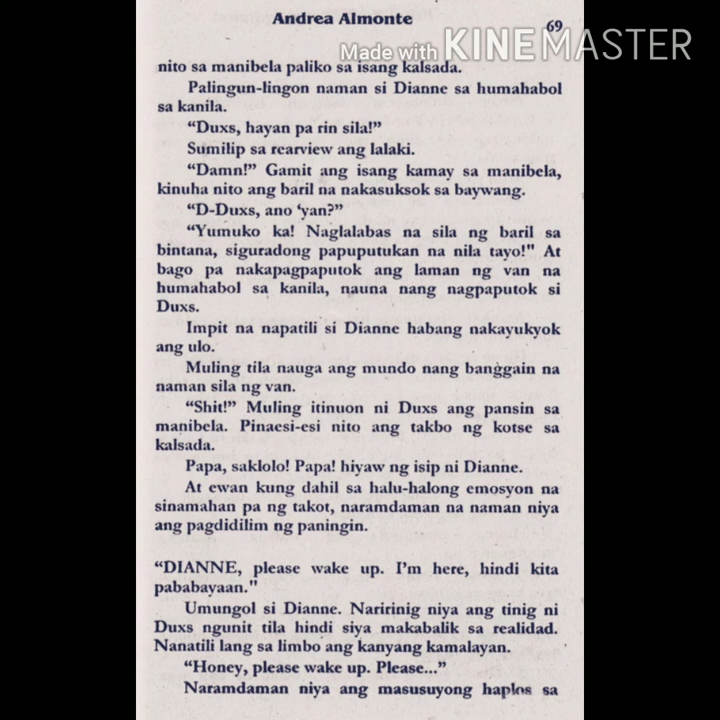 Andrea Almonte
69
Made with KINEMASTER
nito sa manibela paliko sa isang kalsada.
Palingun-lingon naman si Dianne sa humahabol
sa kanila.
“Duxs, hayan pa rin sila!”
Sumilip sa rearview ang lalaki.
“Damn!” Gamit ang isang kamay sa manibela,
kinuha nito ang baril na nakasuksok sa baywang.
“D-Duxs, ano ‘yan?”
“Yumuko ka! Naglalabas na sila ng baril sa
bintana, siguradong papuputukan na nila tayo!" At
bago pa nakapagpaputok ang laman ng van na
humahabol sa kanila, nauna nang nagpaputok si
Duxs.
Impit na napatili si Dianne habang nakayukyok
ang ulo.
Muling tila nauga ang mundo nang banggain na
naman sila ng van.
“Shit!” Muling itinuon ni Duxs ang pansin sa
manibela. Pinaesi-esi nito ang takbo ng kotse sa
kalsada.
Papa, saklolo! Papa! hiyaw ng isip ni Dianne.
At ewan kung dahil sa halu-halong emosyon na
sinamahan pa ng takot, naramdaman na naman niya
ang pagdidilim ng paningin.
“DIANNE, please wake up. I’m here, hindi kita
pababayaan."
Umungol si Dianne. Naririnig niya ang tinig ni
Duxs ngunit tila hindi siya makabalik sa realidad.
Nanatili lang sa limbo ang kanyang kamalayan.
“Honey, please wake up. Please...”
Naramdaman niya ang masusuyong haplos sa